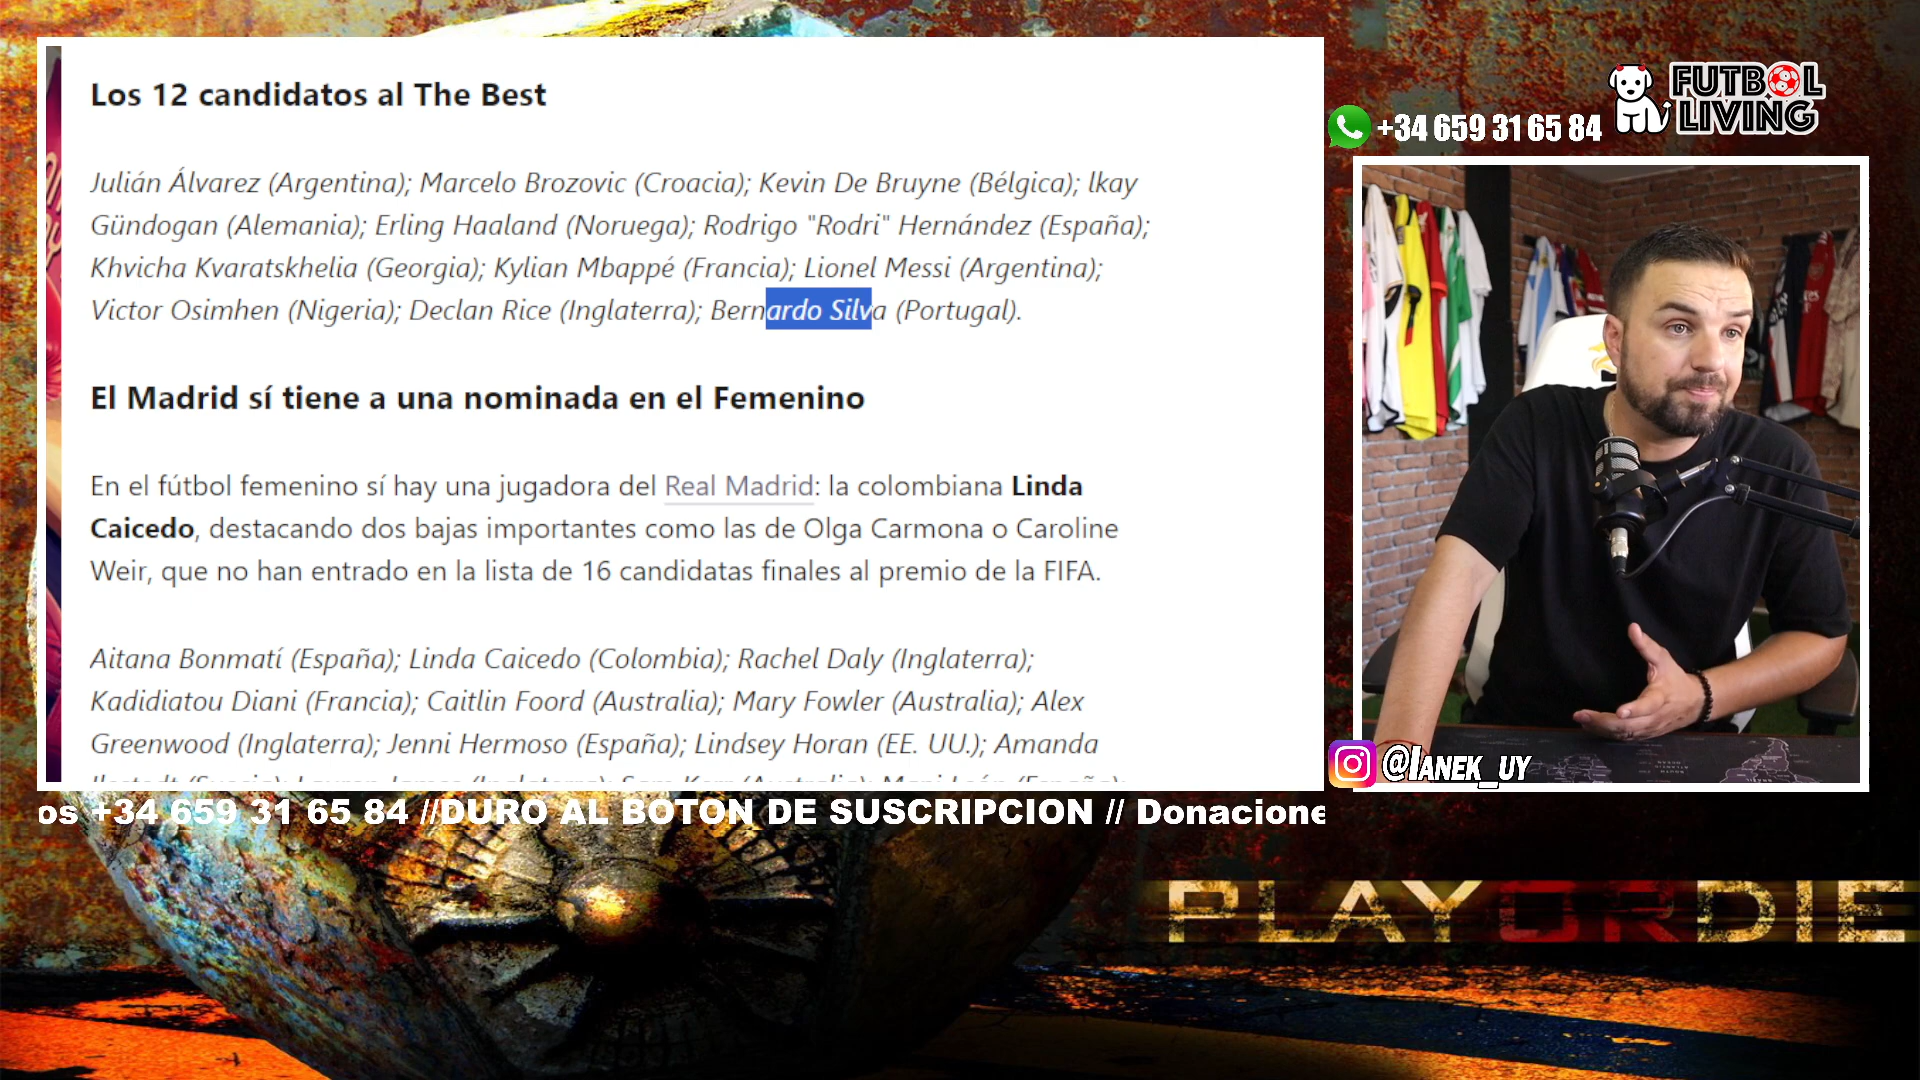 Los 12 candidatos al The Best
Julián Álvarez (Argentina); Marcelo Brozovic (Croacia); Kevin De Bruyne (Bélgica); lkay
Gündogan (Alemania); Erling Haaland (Noruega); Rodrigo "Rodri" Hernández (España);
Khvicha Kvaratskhelia (Georgia); Kylian Mbappé (Francia); Lionel Messi (Argentina);
Victor Osimhen (Nigeria); Declan Rice (Inglaterra); Bernardo Silva (Portugal).
El Madrid sí tiene a una nominada en el Femenino
En el fútbol femenino sí hay una jugadora del Real Madrid: la colombiana Linda
Caicedo, destacando dos bajas importantes como las de Olga Carmona o Caroline
Weir, que no han entrado en la lista de 16 candidatas finales al premio de la FIFA.
Aitana Bonmatí (España); Linda Caicedo (Colombia); Rachel Daly (Inglaterra);
Kadidiatou Diani (Francia); Caitlin Foord (Australia); Mary Fowler (Australia); Alex
Greenwood (Inglaterra); Jenni Hermoso (España); Lindsey Horan (EE. UU.); Amanda
+34 659 31 65 84
FUTBOL
LIVING
@IANEK_UY
os +34 659 31 65 84 //DURO AL BOTON DE SUSCRIPCION // Donacione
PLAY OR DIE